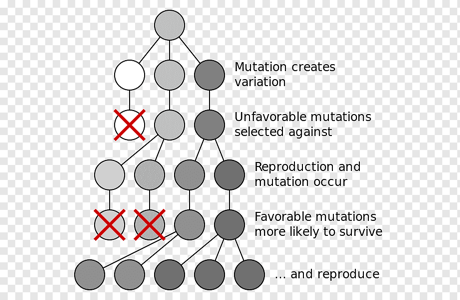 Mutation creates
variation
Unfavorable mutations
selected against
Reproduction and
mutation occur
Favorable mutations
more likely to survive
... and reproduce